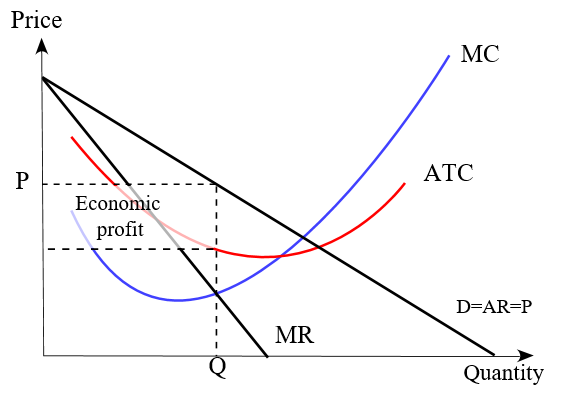 Price
MC
ATC
P
Economic
profit
D=AR=P
MR
Q
Quantity